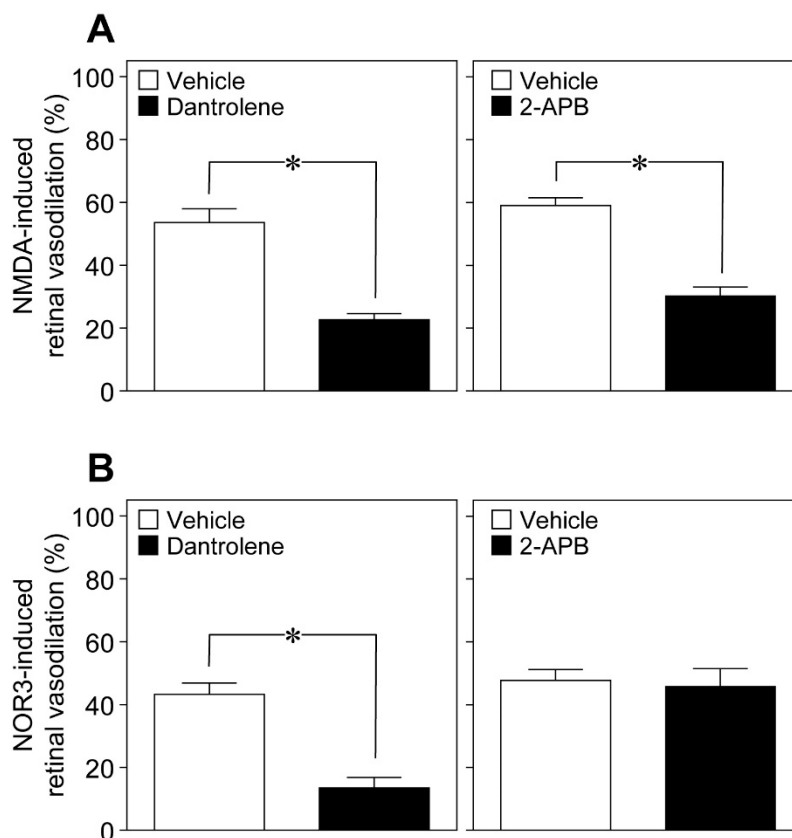 A
NMDA-induced
retinal vasodilation (%)
100
80
60
40
20
0
Vehicle
Dantrolene
*
Vehicle
2-APB
*
B
NOR3-induced
retinal vasodilation (%)
100
80
60
40
20
0
Vehicle
Dantrolene
*
Vehicle
2-APB